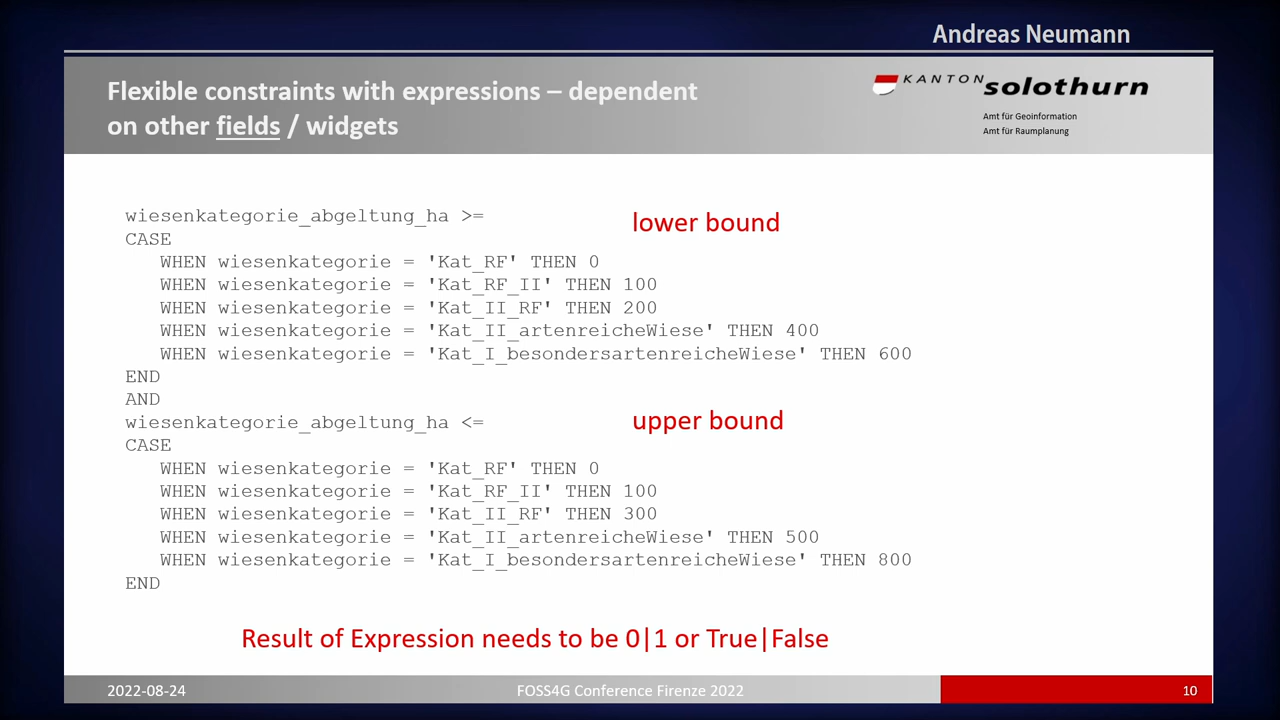 Andreas Neumann
Flexible constraints with expressions – dependent
on other fields / widgets
KANTON solothurn
Amt für Geoinformation
Amt für Raumplanung
wiesenkategorie_abgeltung_ha >=
lower bound
CASE
WHEN wiesenkategorie = 'Kat_RF' THEN 0
WHEN wiesenkategorie = 'Kat_RF_II' THEN 100
WHEN wiesenkategorie = 'Kat_II_RF' THEN 200
WHEN wiesenkategorie = 'Kat_II_artenreicheWiese' THEN 400
WHEN wiesenkategorie = 'Kat_I_besondersartenreicheWiese' THEN 600
END
AND
wiesenkategorie_abgeltung_ha <=
upper bound
CASE
WHEN wiesenkategorie = 'Kat_RF' THEN 0
WHEN wiesenkategorie = 'Kat_RF_II' THEN 100
WHEN wiesenkategorie = 'Kat_II_RF' THEN 300
WHEN wiesenkategorie = 'Kat_II_artenreicheWiese' THEN 500
WHEN wiesenkategorie = 'Kat_I_besondersartenreicheWiese' THEN 800
END
Result of Expression needs to be 0|1 or True|False
2022-08-24
FOSS4G Conference Firenze 2022
10